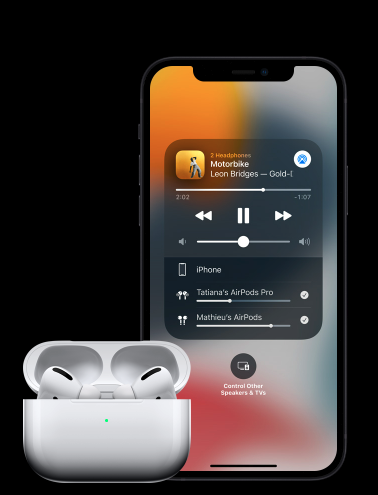 2 Headphones
Motorbike
Leon Bridges — Gold-D
2:02
-1:07
iPhone
Tatiana's AirPods Pro
Mathieu's AirPods
Control Other
Speakers & TVs